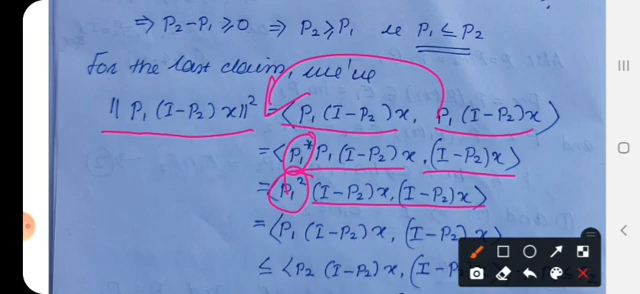 ⇒ P₂-P₁ ≥ 0 ⇒ P₂ ≥ P₁ ie P₁ ≤ P₂
For the last claim, we've
‖ P₁ (I-P₂) x‖² = ⟨P₁ (I-P₂)x, P₁ (I-P₂)x⟩
= ⟨P₁* P₁ (I-P₂)x, (I-P₂)x⟩
= ⟨P₁² (I-P₂)x, (I-P₂)x⟩
= ⟨P₁ (I-P₂)x, (I-P₂)x⟩
≤ ⟨P₂ (I-P₂)x, (I-P